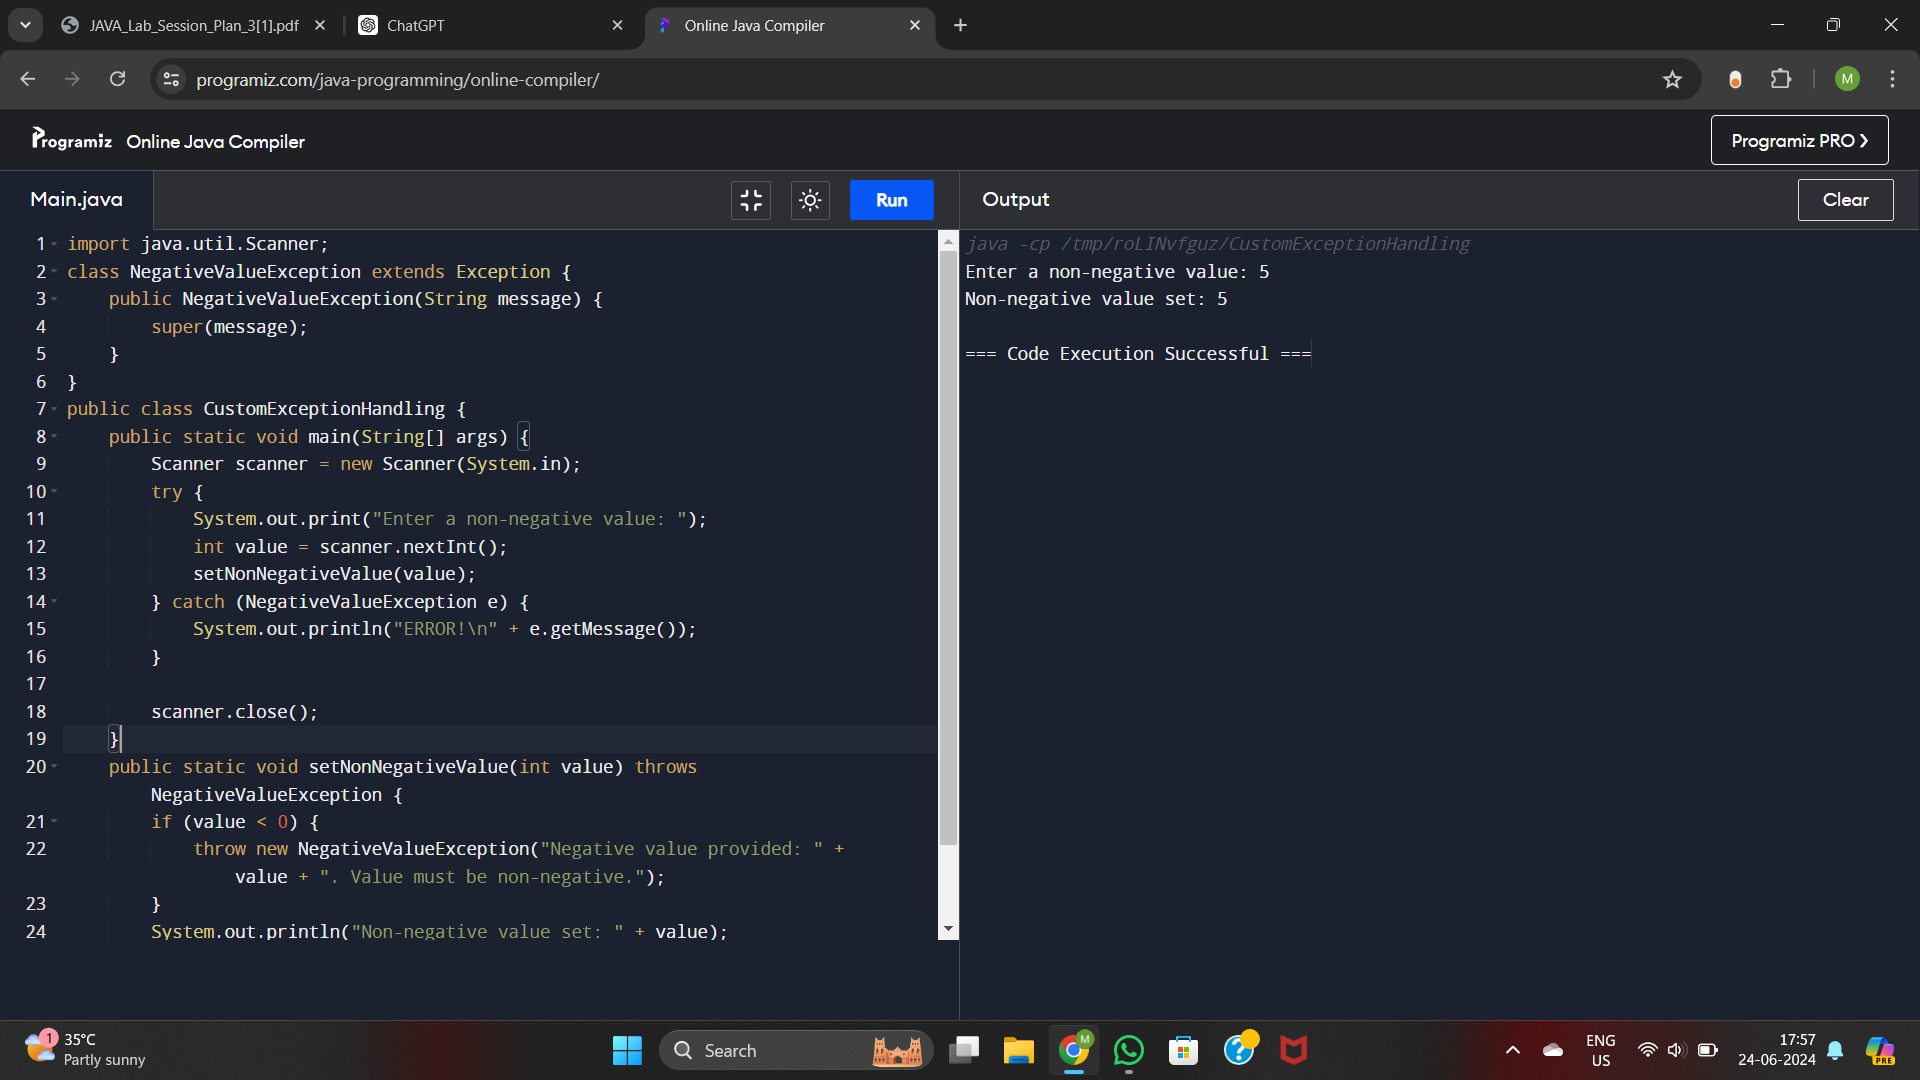 JAVA_Lab_Session_Plan_3[1].pdf
ChatGPT
Online Java Compiler
programiz.com/java-programming/online-compiler/
M
Programiz Online Java Compiler
Programiz PRO
Main.java
Run
Output
Clear
1 import java.util.Scanner;
2 class NegativeValueException extends Exception {
3 public NegativeValueException(String message) {
4 super(message);
5 }
6 }
7 public class CustomExceptionHandling {
8 public static void main(String[] args) {
9 Scanner scanner = new Scanner(System.in);
10 try {
11 System.out.print("Enter a non-negative value: ");
12 int value = scanner.nextInt();
13 setNonNegativeValue(value);
14 } catch (NegativeValueException e) {
15 System.out.println("ERROR!\n" + e.getMessage());
16 }
17
18 scanner.close();
19 }
20 public static void setNonNegativeValue(int value) throws
NegativeValueException {
21 if (value < 0) {
22 throw new NegativeValueException("Negative value provided: " +
value + ". Value must be non-negative.");
23 }
24 System.out.println("Non-negative value set: " + value);
java -cp /tmp/roLINvfguz/CustomExceptionHandling
Enter a non-negative value: 5
Non-negative value set: 5
=== Code Execution Successful ===
1
35°C
Partly sunny
Search
M
ENG
US
17:57
24-06-2024
PRE